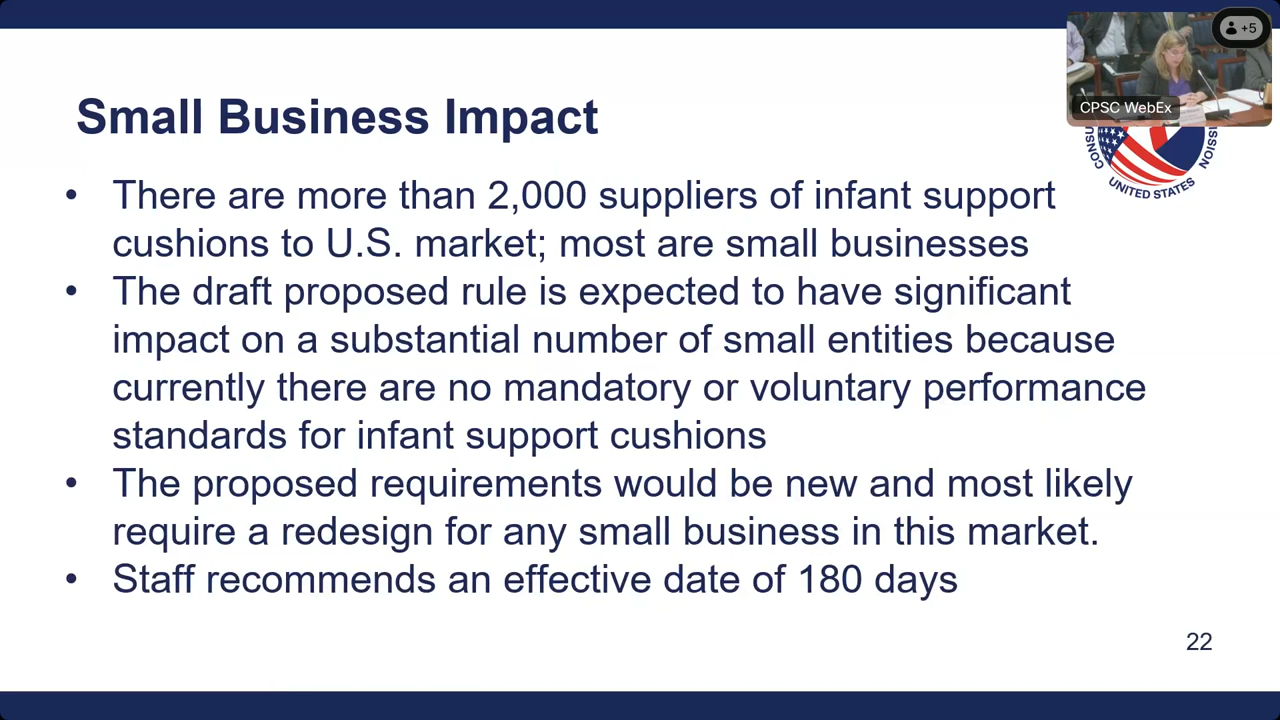 +5
CPSC WebEx
Small Business Impact
CONSU
ISSION
UNITED STATES
• There are more than 2,000 suppliers of infant support
cushions to U.S. market; most are small businesses
• The draft proposed rule is expected to have significant
impact on a substantial number of small entities because
currently there are no mandatory or voluntary performance
standards for infant support cushions
• The proposed requirements would be new and most likely
require a redesign for any small business in this market.
• Staff recommends an effective date of 180 days
22